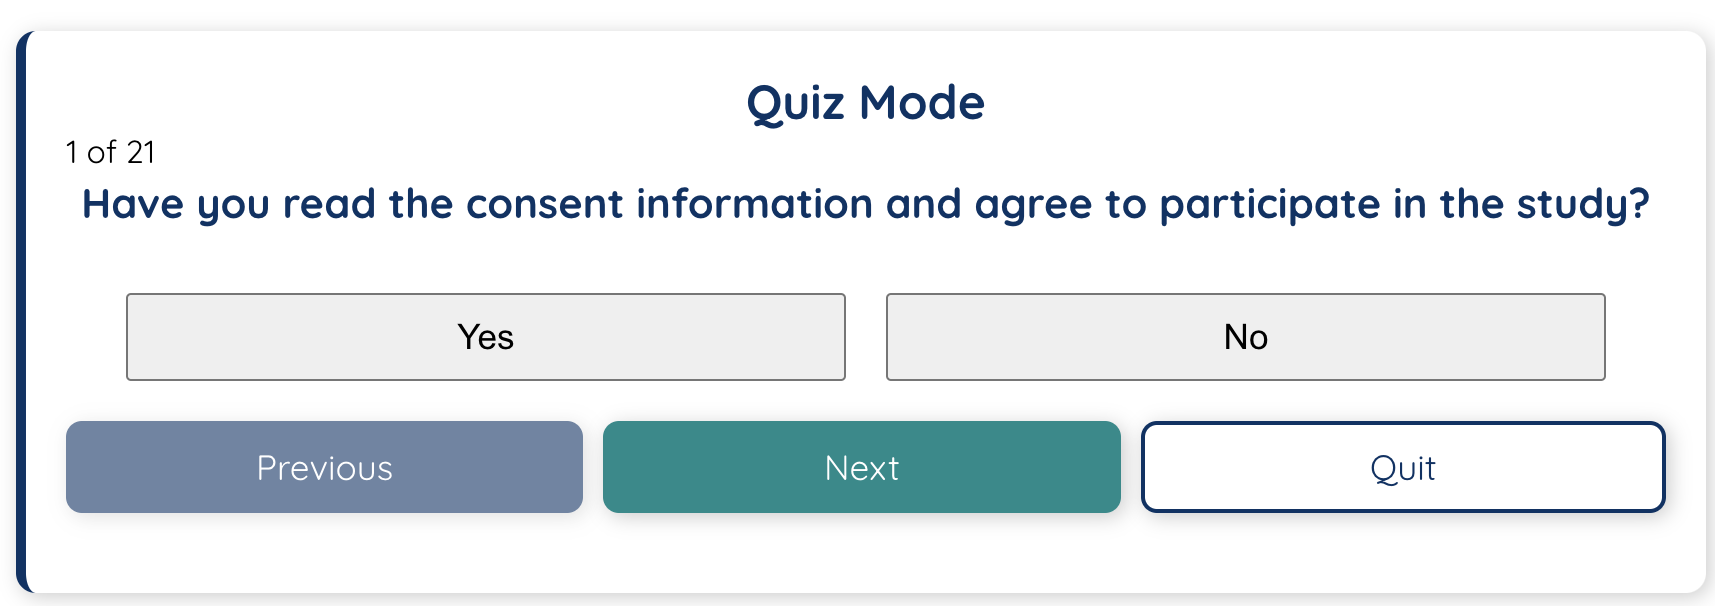 Quiz Mode
1 of 21
Have you read the consent information and agree to participate in the study?
Yes
No
Previous
Next
Quit